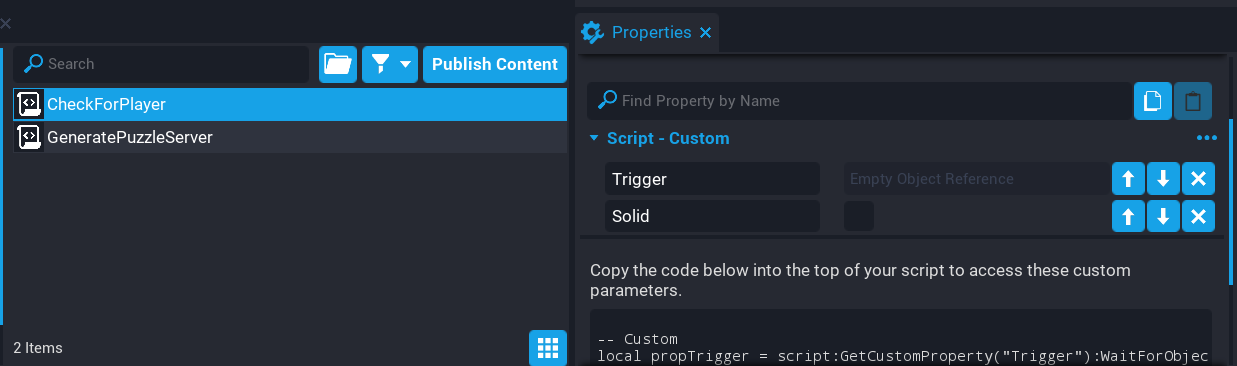 Properties
Search
Publish Content
CheckForPlayer
GeneratePuzzleServer
2 Items
Find Property by Name
Script - Custom
Trigger
Empty Object Reference
Solid
Copy the code below into the top of your script to access these custom
parameters.
-- Custom
local propTrigger = script:GetCustomProperty("Trigger"):WaitForObjec